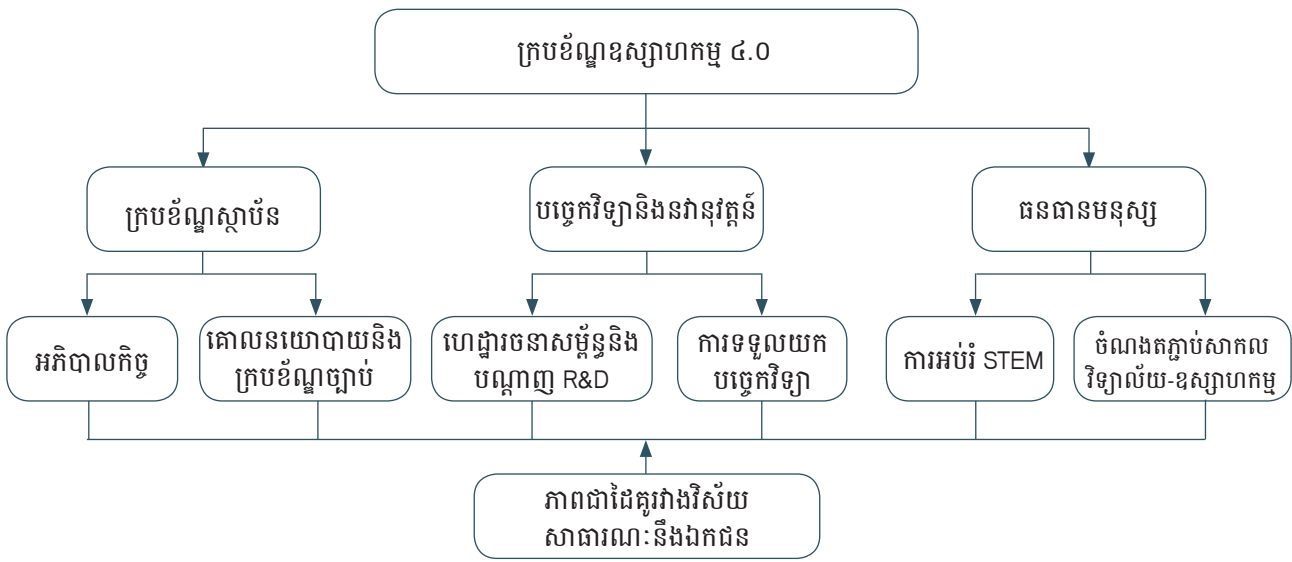 ក្របខ័ណ្ឌឧស្សាហកម្ម ៤.០
ក្របខ័ណ្ឌស្ថាប័ន
បច្ចេកវិទ្យានិងនវានុវត្តន៍
ធនធានមនុស្ស
អភិបាលកិច្ច
គោលនយោបាយនិង
ក្របខ័ណ្ឌច្បាប់
ហេដ្ឋារចនាសម្ព័ន្ធនិង
បណ្តាញ R&D
ការទទួលយក
បច្ចេកវិទ្យា
ការអប់រំ STEM
ចំណងតភ្ជាប់សាកល
វិទ្យាល័យ-ឧស្សាហកម្ម
ភាពជាដៃគូរវាងវិស័យ
សាធារណៈនឹងឯកជន